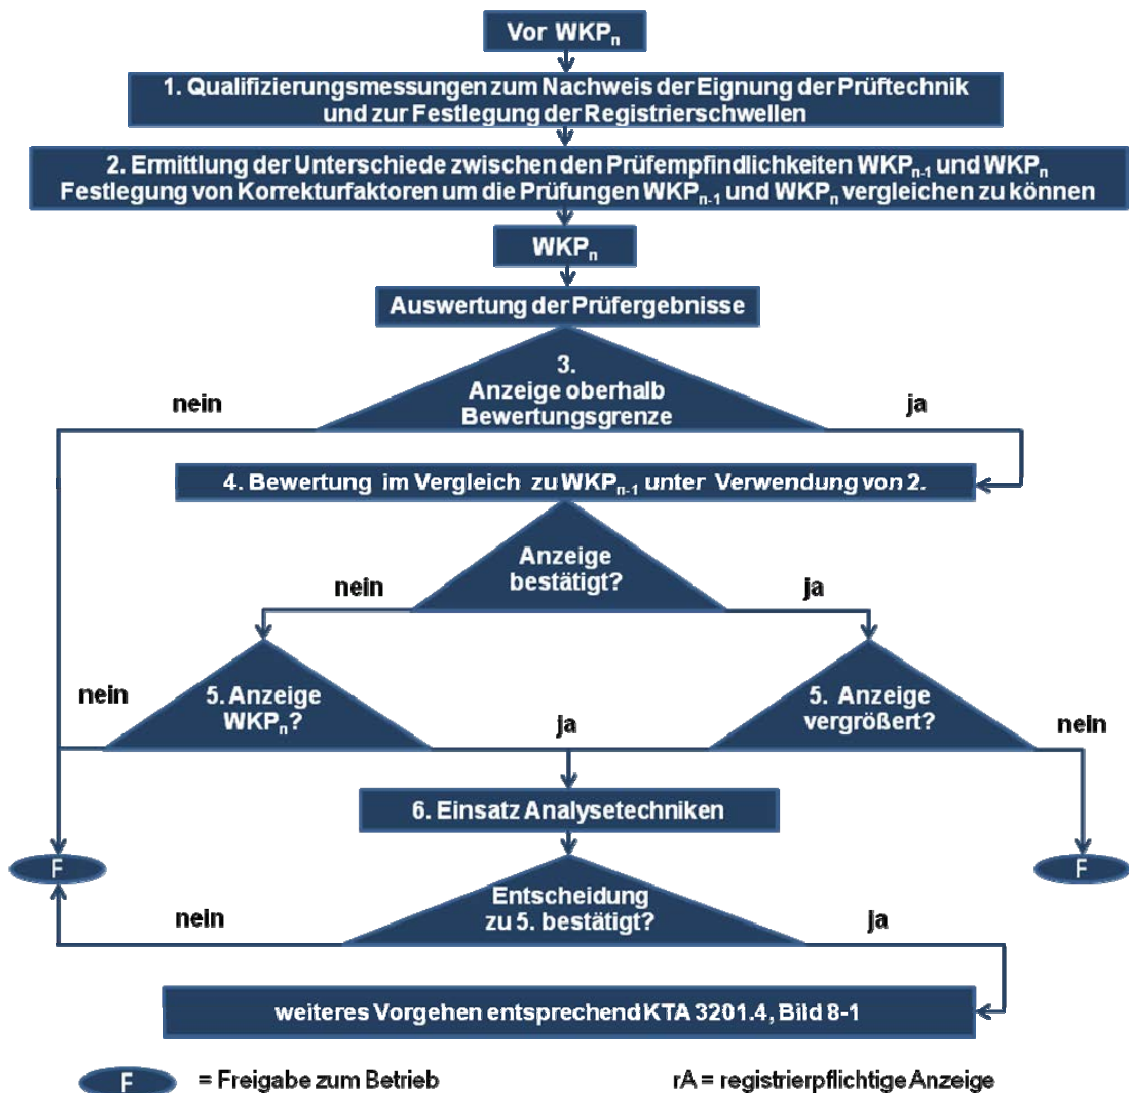 Vor WKPn
1. Qualifizierungsmessungen zum Nachweis der Eignung der Prüftechnik
und zur Festlegung der Registrierschwellen
2. Ermittlung der Unterschiede zwischen den Prüfempfindlichkeiten WKPn-1 und WKPn
Festlegung von Korrekturfaktoren um die Prüfungen WKPn-1 und WKPn vergleichen zu können
WKPn
Auswertung der Prüfergebnisse
3.
Anzeige oberhalb
Bewertungsgrenze
nein
ja
4. Bewertung im Vergleich zu WKPn-1 unter Verwendung von 2.
Anzeige
bestätigt?
nein
ja
5. Anzeige
WKPn?
nein
ja
5. Anzeige
vergrößert?
nein
6. Einsatz Analysetechniken
F
F
Entscheidung
zu 5. bestätigt?
nein
ja
weiteres Vorgehen entsprechend KTA 3201.4, Bild 8-1
F = Freigabe zum Betrieb
rA = registrierpflichtige Anzeige